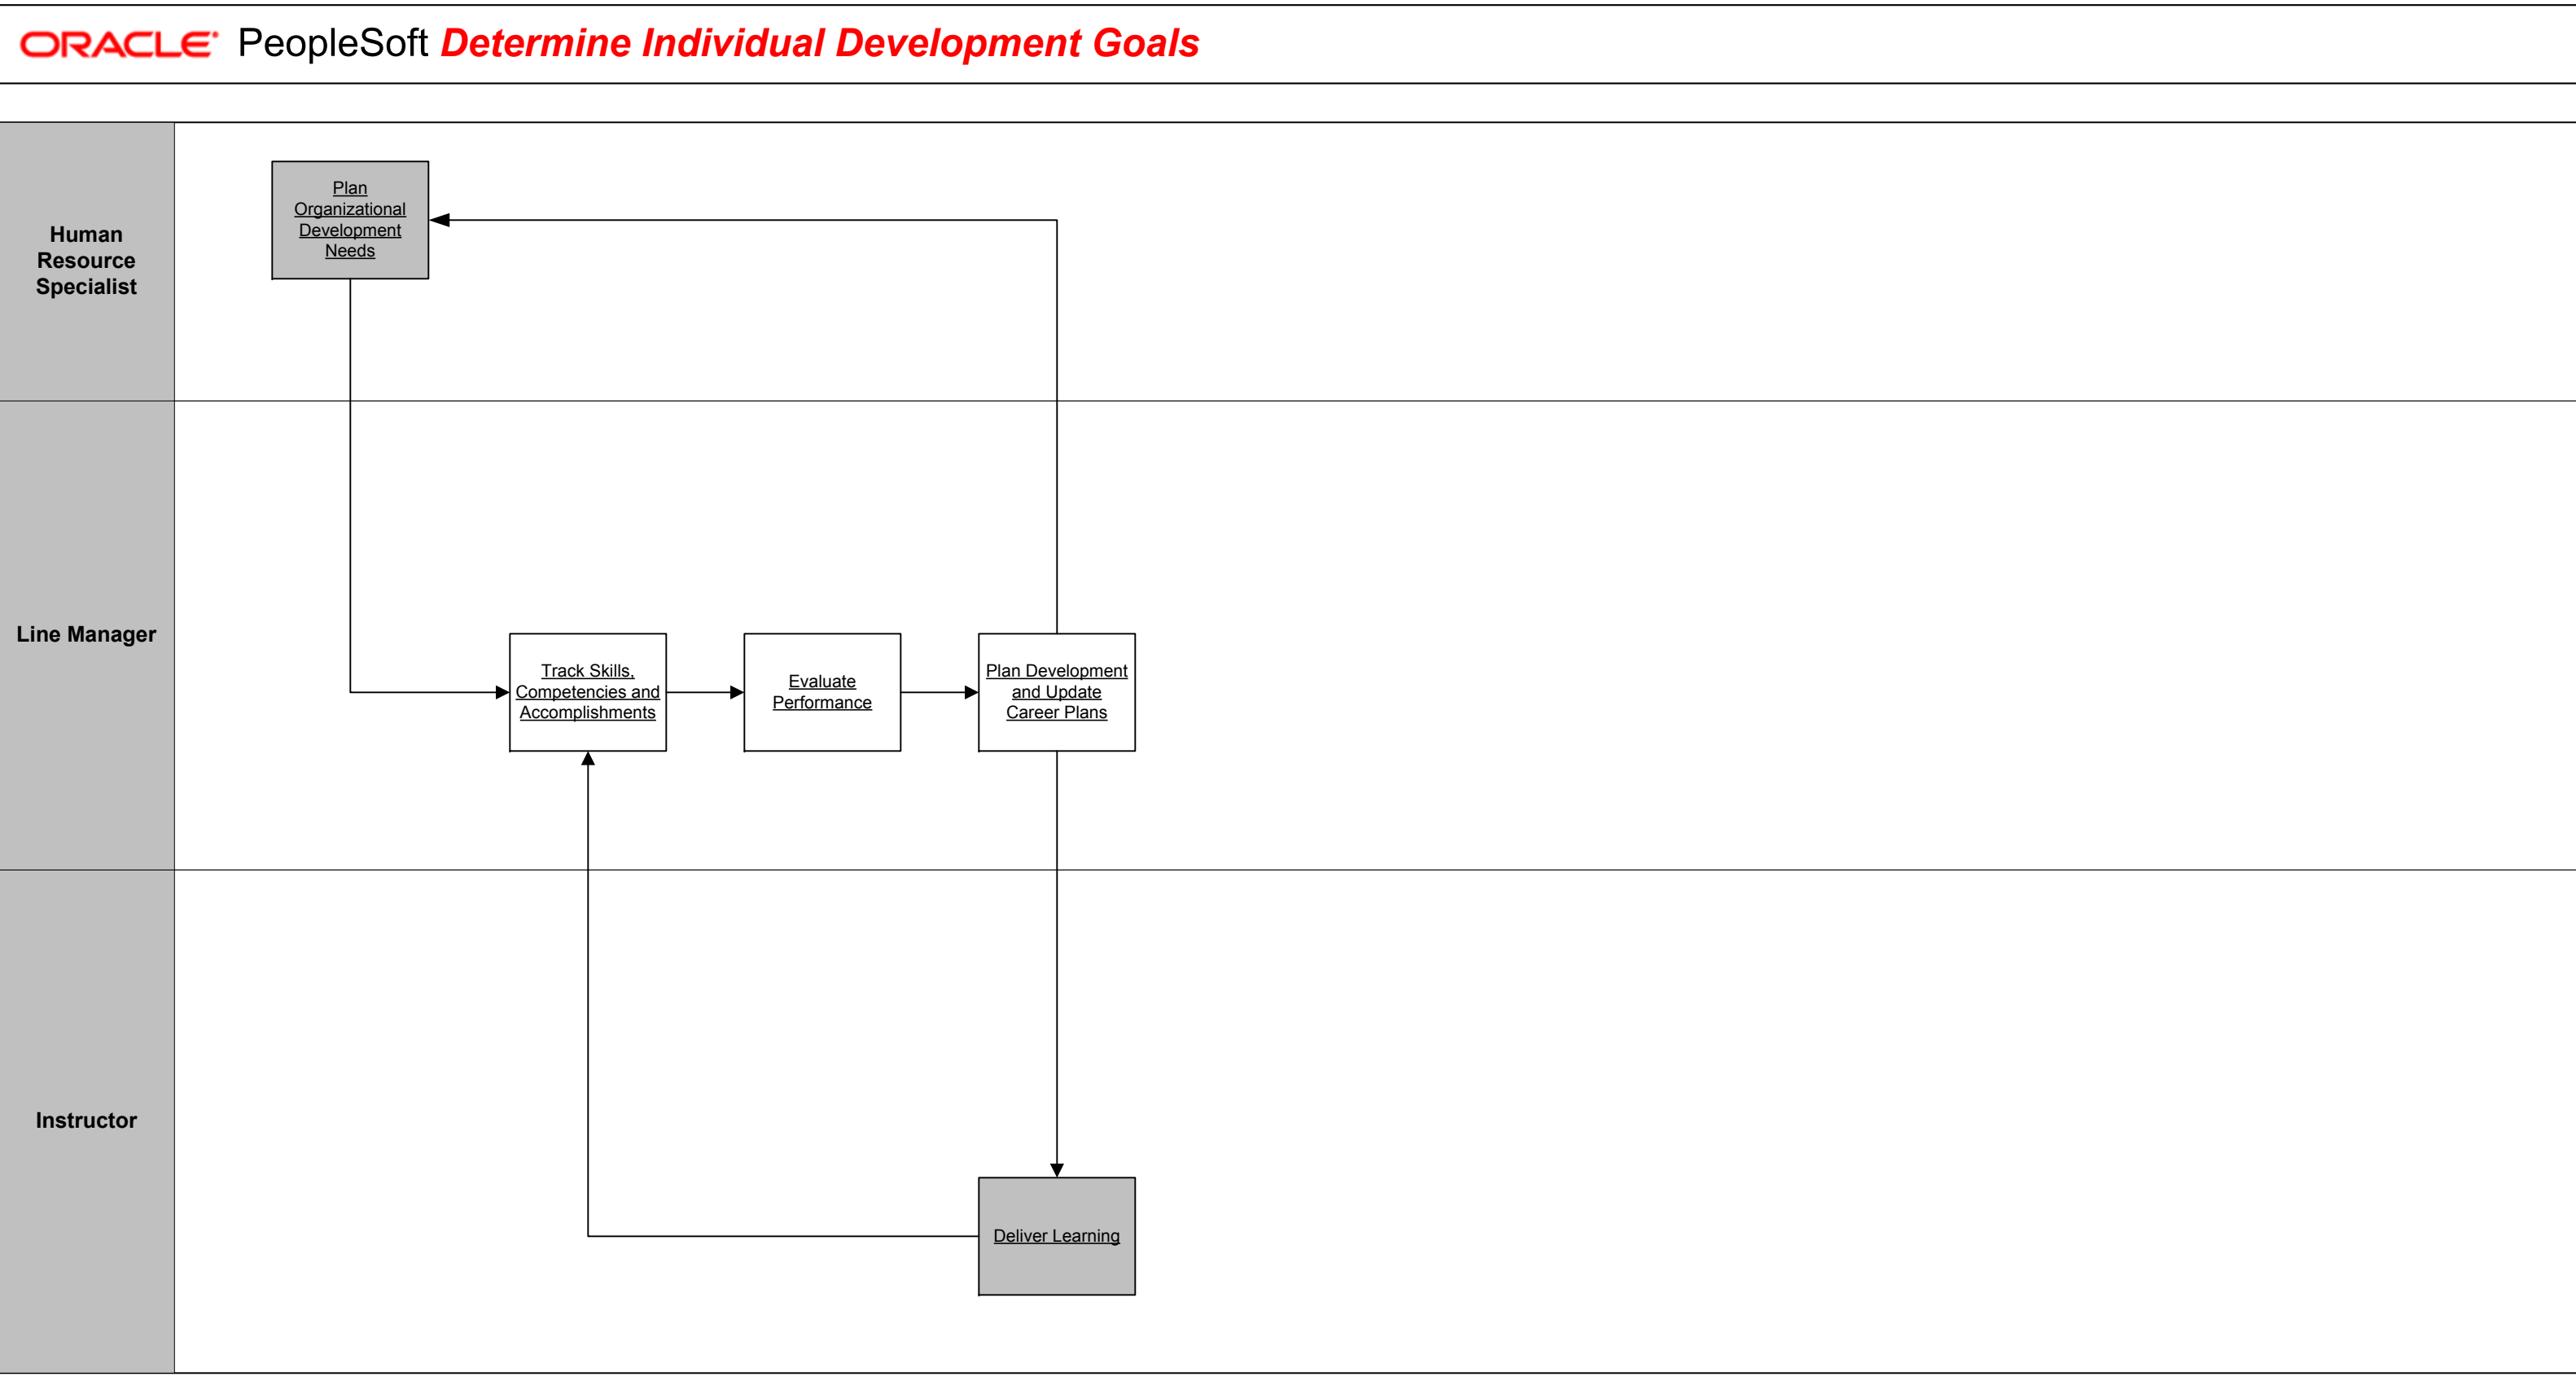 ORACLE PeopleSoft Determine Individual Development Goals
Human
Resource
Specialist
Plan
Organizational
Development
Needs
Line Manager
Track Skills,
Competencies and
Accomplishments
Evaluate
Performance
Plan Development
and Update
Career Plans
Instructor
Deliver Learning